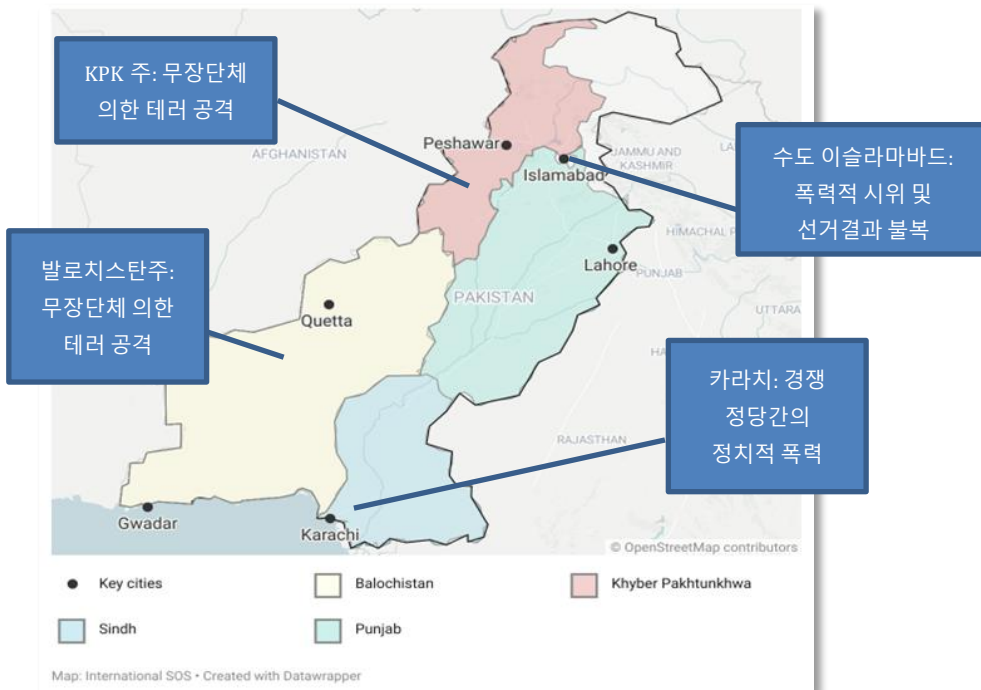 KPK 주: 무장단체
의한 테러 공격
Peshawar
AFGHANISTAN
JAMMU AND
KASHMIR
Islamabad
수도 이슬라마바드:
폭력적 시위 및
선거결과 불복
HIMACHAL P
Lahore
PUNJAB
발로치스탄주:
무장단체 의한
테러 공격
PAKISTAN
Quetta
UTTARA
카라치: 경쟁
정당간의
정치적 폭력
RAJASTHAN
Gwadar
Karachi
© OpenStreetMap contributors
Key cities
Balochistan
Khyber Pakhtunkhwa
Sindh
Punjab
Map: International SOS • Created with Datawrapper